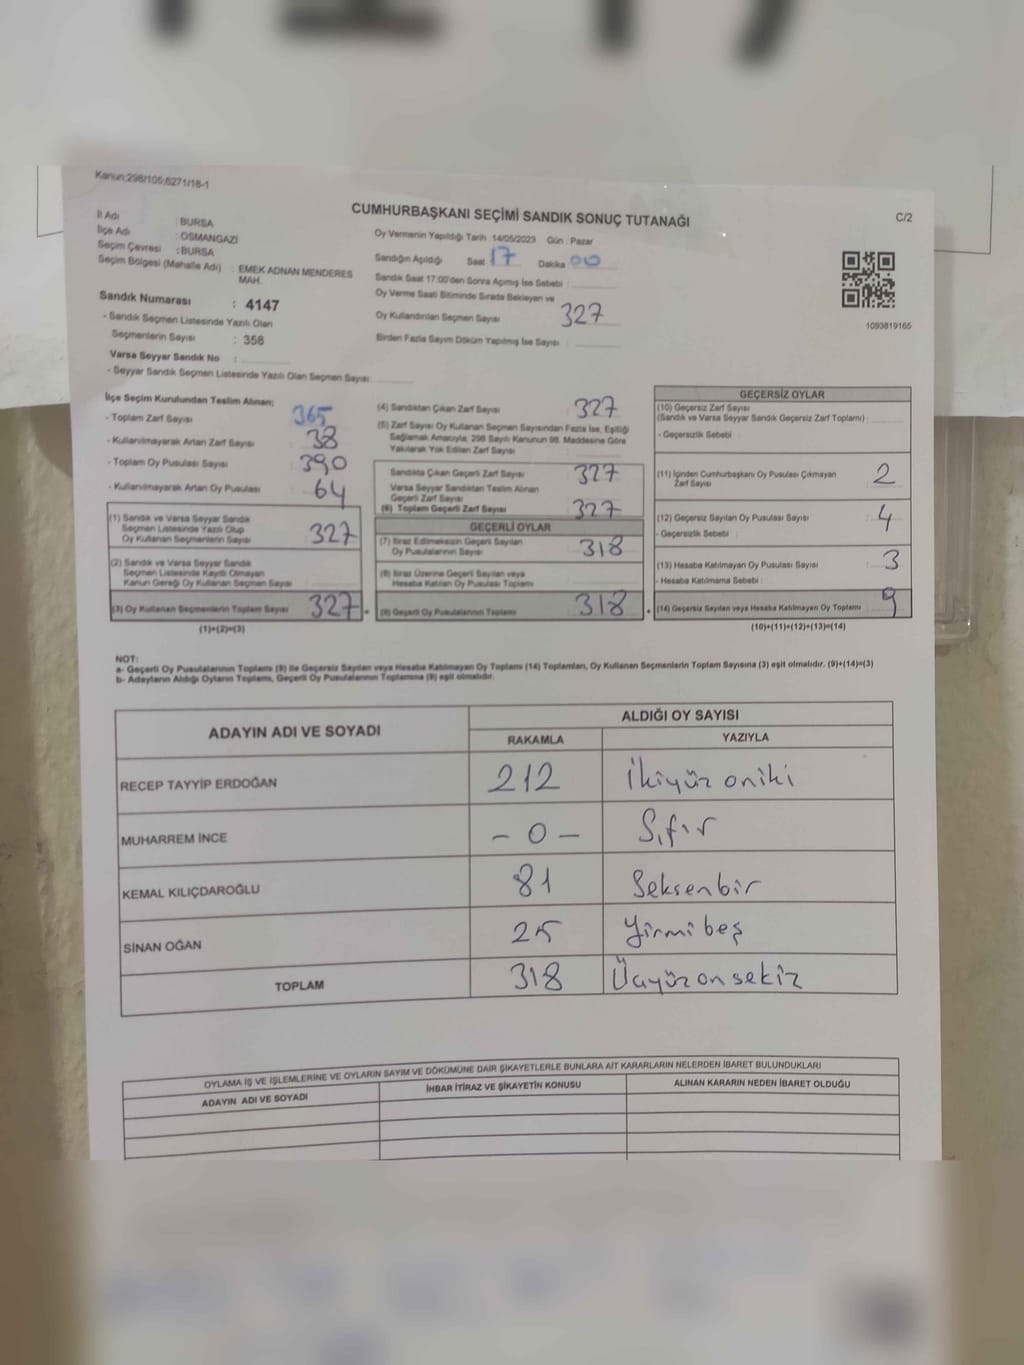 Kanun:298/105;6271/18-1
CUMHURBAŞKANI SEÇİMİ SANDIK SONUÇ TUTANAĞI
C/2
İl Adı : BURSA
İlçe Adı : OSMANGAZİ
Seçim Çevresi : BURSA
Seçim Bölgesi (Mahalle Adı) : EMEK ADNAN MENDERES MAH.
Sandık Numarası : 4147
- Sandık Seçmen Listesinde Yazılı Olan
Seçmenlerin Sayısı : 358
Varsa Seyyar Sandık No :
- Seyyar Sandık Seçmen Listesinde Yazılı Olan Seçmen Sayısı:
Oy Vermenin Yapıldığı Tarih :14/05/2023 Gün : Pazar
Sandığın Açıldığı Saat 17 Dakika 00
Sandık Saat 17:00'den Sonra Açımış İse Sebebi :
Oy Verme Saati Bitiminde Sırada Bekleyen ve
Oy Kullandırılan Seçmen Sayısı 327
Birden Fazla Sayım Döküm Yapılmış İse Sayısı :
1093819165
İlçe Seçim Kurulundan Teslim Alınan;
- Toplam Zarf Sayısı 365
- Kullanılmayarak Artan Zarf Sayısı 38
- Toplam Oy Pusulası Sayısı 390
- Kullanılmayarak Artan Oy Pusulası 64
(1) Sandık ve Varsa Seyyar Sandık
Seçmen Listesinde Yazılı Olup
Oy Kullanan Seçmenlerin Sayısı 327
(2) Sandık ve Varsa Seyyar Sandık
Seçmen Listesinde Kayıtlı Olmayan
Kanun Gereği Oy Kullanan Seçmen Sayısı
(3) Oy Kullanan Seçmenlerin Toplam Sayısı 327
(1)+(2)=(3)
(4) Sandıktan Çıkan Zarf Sayısı 327
(5) Zarf Sayısı Oy Kullanan Seçmen Sayısından Fazla İse, Eşitliği
Sağlamak Amacıyla, 298 Sayılı Kanunun 98. Maddesine Göre
Yakılarak Yok Edilen Zarf Sayısı
Sandıkta Çıkan Geçerli Zarf Sayısı 327
Varsa Seyyar Sandıktan Teslim Alınan
Geçerli Zarf Sayısı
(6) Toplam Geçerli Zarf Sayısı 327
GEÇERLİ OYLAR
(7) İtiraz Edilmeksizin Geçerli Sayılan
Oy Pusulalarının Sayısı 318
(8) İtiraz Üzerine Geçerli Sayılan veya
Hesaba Katılan Oy Pusulası Toplamı
(9) Geçerli Oy Pusulalarının Toplamı 318
GEÇERSİZ OYLAR
(10) Geçersiz Zarf Sayısı
(Sandık ve Varsa Seyyar Sandık Geçersiz Zarf Toplamı) :
- Geçersizlik Sebebi :
(11) İçinden Cumhurbaşkanı Oy Pusulası Çıkmayan
Zarf Sayısı 2
(12) Geçersiz Sayılan Oy Pusulası Sayısı : 4
- Geçersizlik Sebebi :
(13) Hesaba Katılmayan Oy Pusulası Sayısı : 3
- Hesaba Katılmama Sebebi :
(14) Geçersiz Sayılan veya Hesaba Katılmayan Oy Toplamı : 9
(10)+(11)+(12)+(13)=(14)
NOT:
a- Geçerli Oy Pusulalarının Toplamı (9) ile Geçersiz Sayılan veya Hesaba Katılmayan Oy Toplamı (14) Toplamları, Oy Kullanan Seçmenlerin Toplam Sayısına (3) eşit olmalıdır. (9)+(14)=(3)
b- Adayların Aldığı Oyların Toplamı, Geçerli Oy Pusulalarının Toplamına (9) eşit olmalıdır.
ADAYIN ADI VE SOYADI
ALDIĞI OY SAYISI
RAKAMLA YAZIYLA
RECEP TAYYİP ERDOĞAN 212 İkiyüz oniki
MUHARREM İNCE - 0 - Sıfır
KEMAL KILIÇDAROĞLU 81 Seksenbir
SİNAN OĞAN 25 Yirmi beş
TOPLAM 318 Üçyüz on sekiz
OYLAMA İŞ VE İŞLEMLERİNE VE OYLARIN SAYIM VE DÖKÜMÜNE DAİR ŞİKAYETLERLE BUNLARA AİT KARARLARIN NELERDEN İBARET BULUNDUKLARI
ADAYIN ADI VE SOYADI İHBAR İTİRAZ VE ŞİKAYETİN KONUSU ALINAN KARARIN NEDEN İBARET OLDUĞU